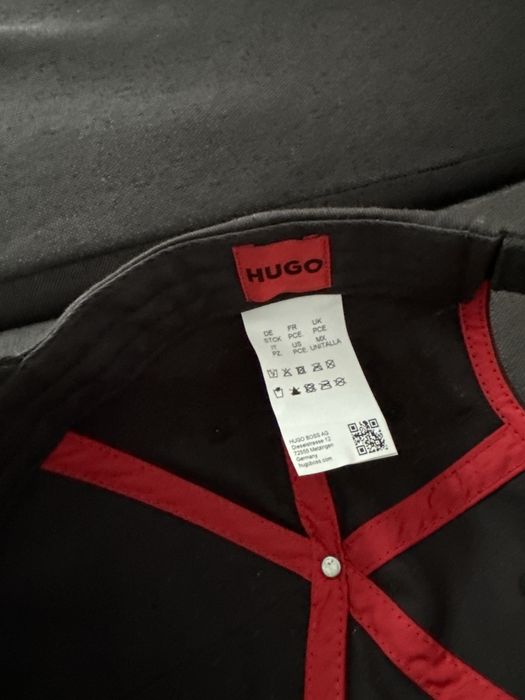 HUGO
DE FR UK
STCK PCE. PCE
IT US MX
PZ. PCE. UNITALLA
HUGO BOSS AG
Dieselstrasse 12
72555 Metzingen
Germany
hugoboss.com